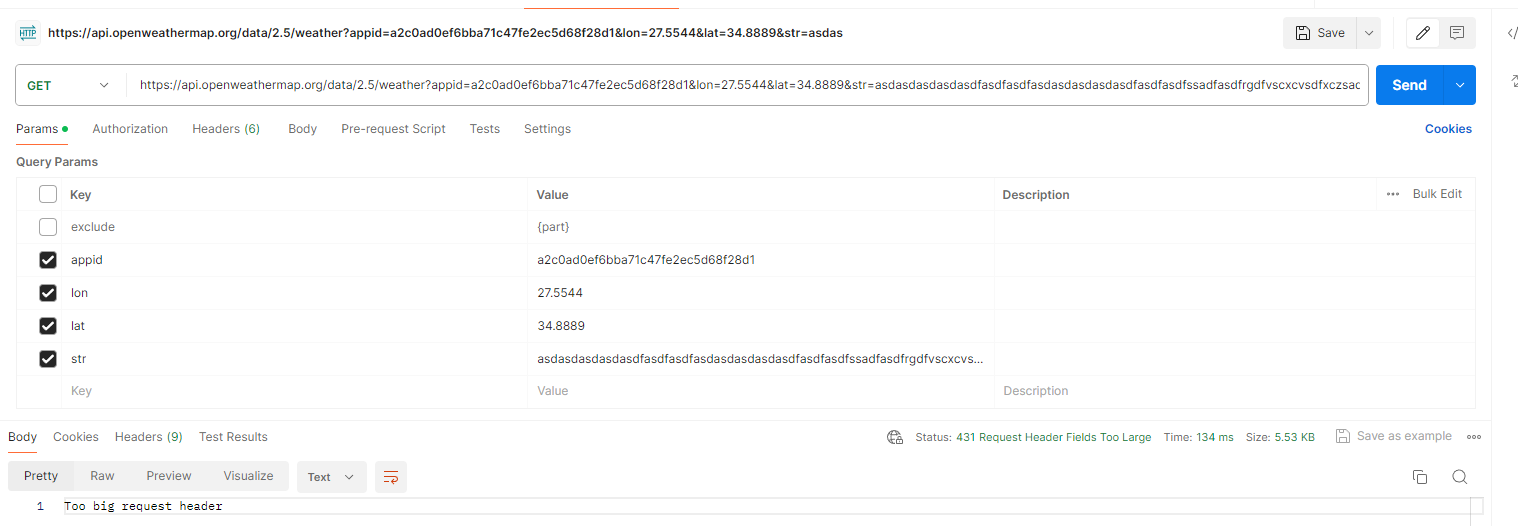 HTTP https://api.openweathermap.org/data/2.5/weather?appid=a2c0ad0ef6bba71c47fe2ec5d68f28d1&lon=27.5544&lat=34.8889&str=asdas Save
GET https://api.openweathermap.org/data/2.5/weather?appid=a2c0ad0ef6bba71c47fe2ec5d68f28d1&lon=27.5544&lat=34.8889&str=asdasdasdasdasdfasdfasdfasdasdasdasdasdfasdfasdfssadfasdfrgdfvscxcvsdfxczsac Send
Params Authorization Headers (6) Body Pre-request Script Tests Settings Cookies
Query Params
Key Value Description Bulk Edit
exclude {part}
appid a2c0ad0ef6bba71c47fe2ec5d68f28d1
lon 27.5544
lat 34.8889
str asdasdasdasdasdfasdfasdfasdasdasdasdasdfasdfasdfssadfasdfrgdfvscxcvs...
Key Value Description
Body Cookies Headers (9) Test Results Status: 431 Request Header Fields Too Large Time: 134 ms Size: 5.53 KB Save as example
Pretty Raw Preview Visualize Text
1 Too big request header